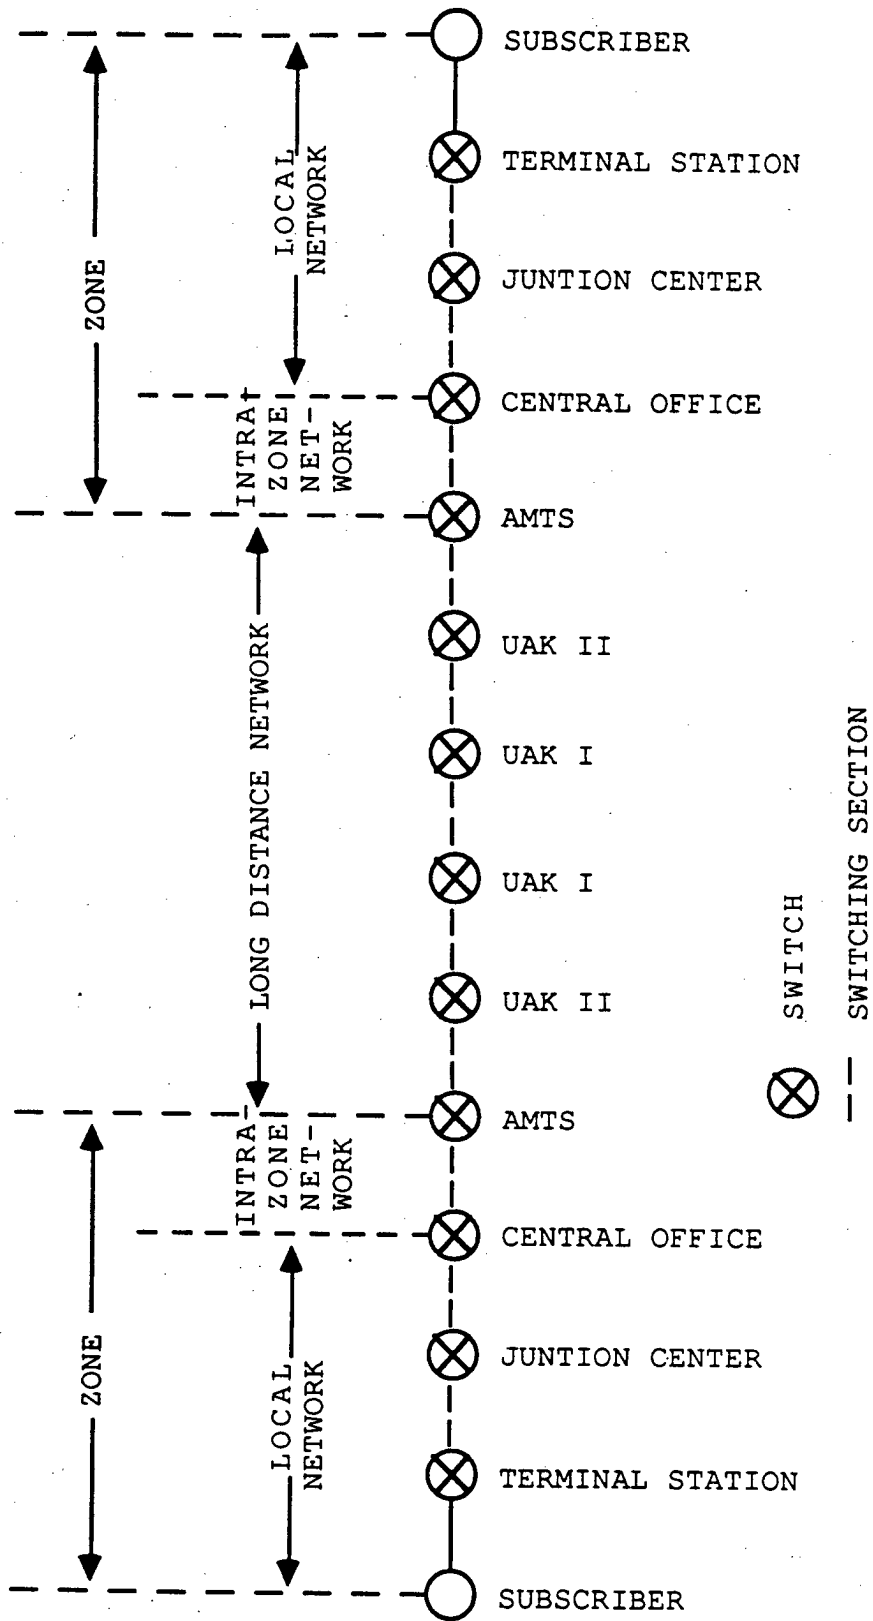 SUBSCRIBER
TERMINAL STATION
JUNTION CENTER
CENTRAL OFFICE
AMTS
UAK II
UAK I
UAK I
UAK II
AMTS
CENTRAL OFFICE
JUNTION CENTER
TERMINAL STATION
SUBSCRIBER
ZONE
LOCAL
NETWORK
INTRA-
ZONE
NET-
WORK
LONG DISTANCE NETWORK
INTRA-
ZONE
NET-
WORK
ZONE
LOCAL
NETWORK
SWITCH
SWITCHING SECTION